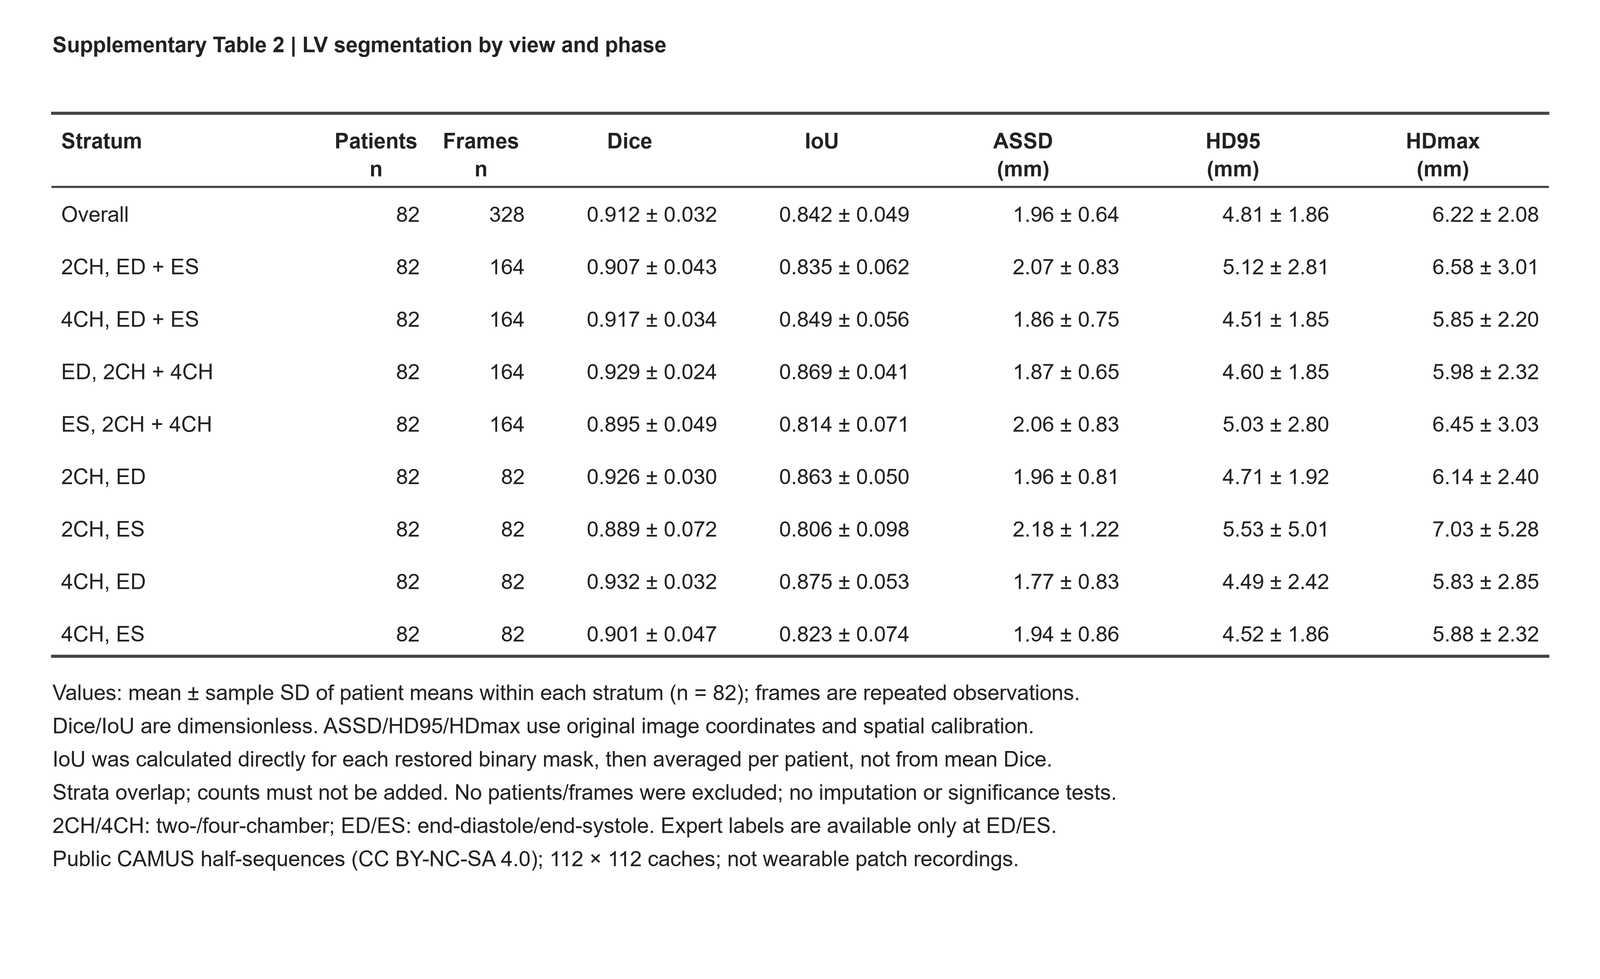 Supplementary Table 2 | LV segmentation by view and phase
Stratum Patients n Frames n Dice IoU ASSD (mm) HD95 (mm) HDmax (mm)
Overall 82 328 0.912 ± 0.032 0.842 ± 0.049 1.96 ± 0.64 4.81 ± 1.86 6.22 ± 2.08
2CH, ED + ES 82 164 0.907 ± 0.043 0.835 ± 0.062 2.07 ± 0.83 5.12 ± 2.81 6.58 ± 3.01
4CH, ED + ES 82 164 0.917 ± 0.034 0.849 ± 0.056 1.86 ± 0.75 4.51 ± 1.85 5.85 ± 2.20
ED, 2CH + 4CH 82 164 0.929 ± 0.024 0.869 ± 0.041 1.87 ± 0.65 4.60 ± 1.85 5.98 ± 2.32
ES, 2CH + 4CH 82 164 0.895 ± 0.049 0.814 ± 0.071 2.06 ± 0.83 5.03 ± 2.80 6.45 ± 3.03
2CH, ED 82 82 0.926 ± 0.030 0.863 ± 0.050 1.96 ± 0.81 4.71 ± 1.92 6.14 ± 2.40
2CH, ES 82 82 0.889 ± 0.072 0.806 ± 0.098 2.18 ± 1.22 5.53 ± 5.01 7.03 ± 5.28
4CH, ED 82 82 0.932 ± 0.032 0.875 ± 0.053 1.77 ± 0.83 4.49 ± 2.42 5.83 ± 2.85
4CH, ES 82 82 0.901 ± 0.047 0.823 ± 0.074 1.94 ± 0.86 4.52 ± 1.86 5.88 ± 2.32
Values: mean ± sample SD of patient means within each stratum (n = 82); frames are repeated observations.
Dice/IoU are dimensionless. ASSD/HD95/HDmax use original image coordinates and spatial calibration.
IoU was calculated directly for each restored binary mask, then averaged per patient, not from mean Dice.
Strata overlap; counts must not be added. No patients/frames were excluded; no imputation or significance tests.
2CH/4CH: two-/four-chamber; ED/ES: end-diastole/end-systole. Expert labels are available only at ED/ES.
Public CAMUS half-sequences (CC BY-NC-SA 4.0); 112 × 112 caches; not wearable patch recordings.